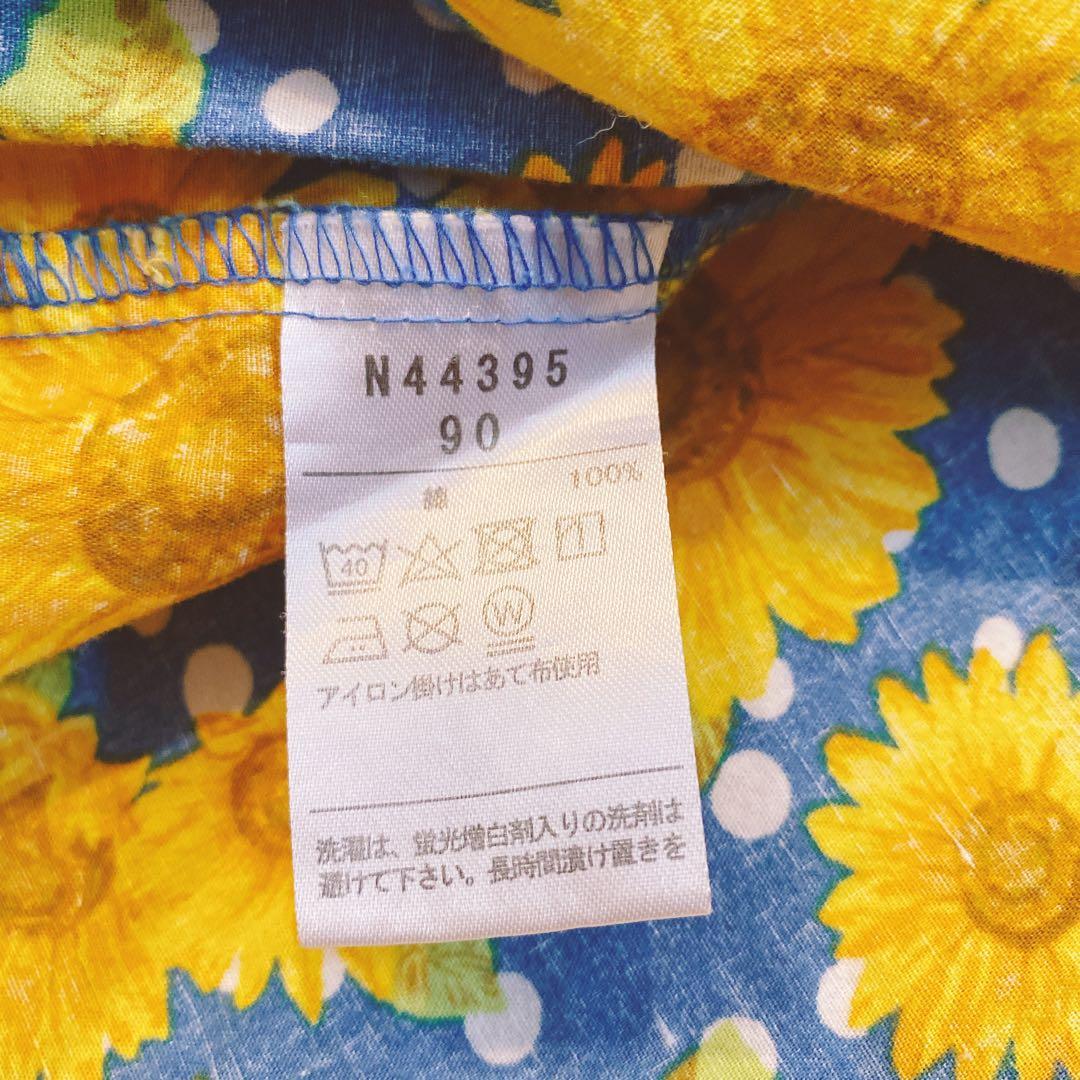 N44395
90
綿 100%
40
W
アイロン掛けはあて布使用
洗濯は、蛍光増白剤入りの洗剤は
避けて下さい。長時間漬け置きを